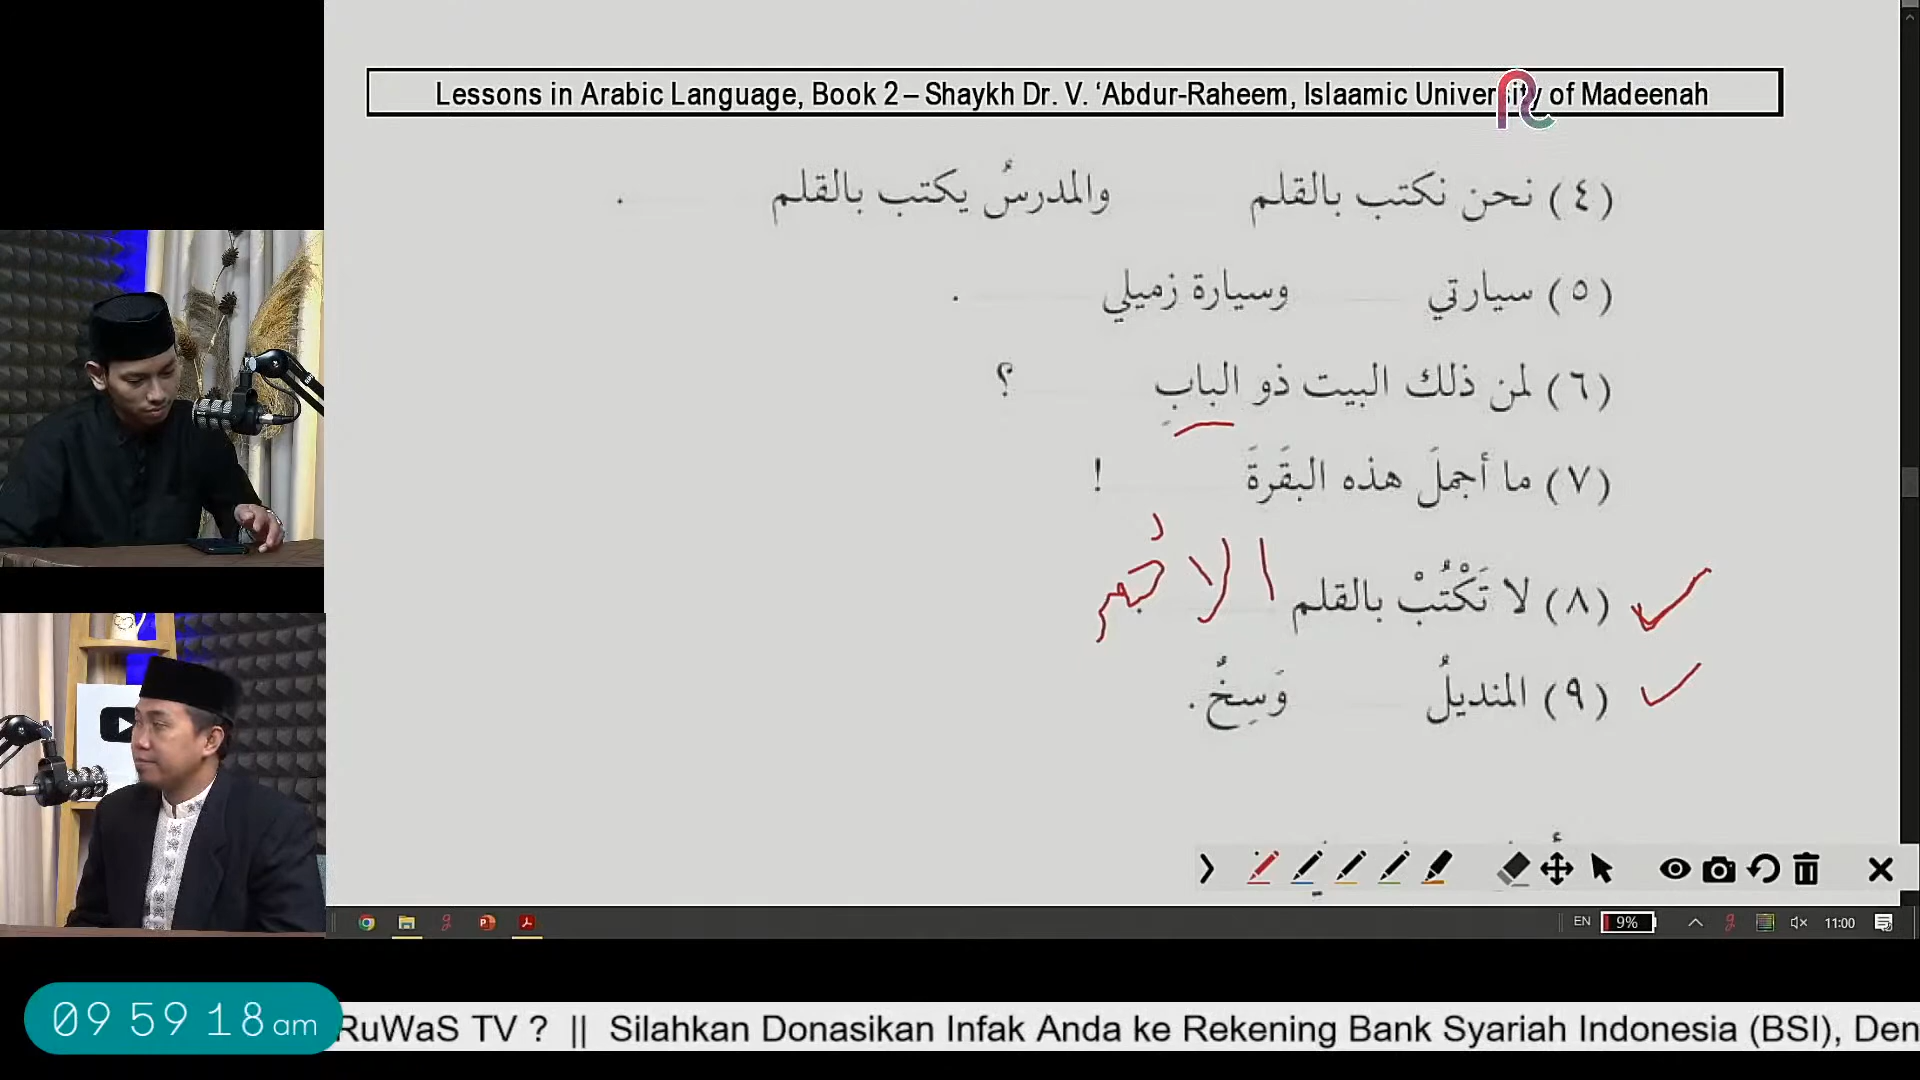 Lessons in Arabic Language, Book 2 – Shaykh Dr. V. ‘Abdur-Raheem, Islaamic University of Madeenah
(٤) نحن نكتب بالقلم والمدرسُ يكتب بالقلم .
(٥) سيارتي وسيارة زميلي .
(٦) لمن ذلك البيت ذو البابِ ؟
(٧) ما أجملَ هذه البقَرةَ !
(٨) لا تَكْتُبْ بالقلم الاحمر
(٩) المنديلُ وَسِخٌ .
EN 9% 11:00
09 59 18 am
RuWaS TV ? || Silahkan Donasikan Infak Anda ke Rekening Bank Syariah Indonesia (BSI), Den